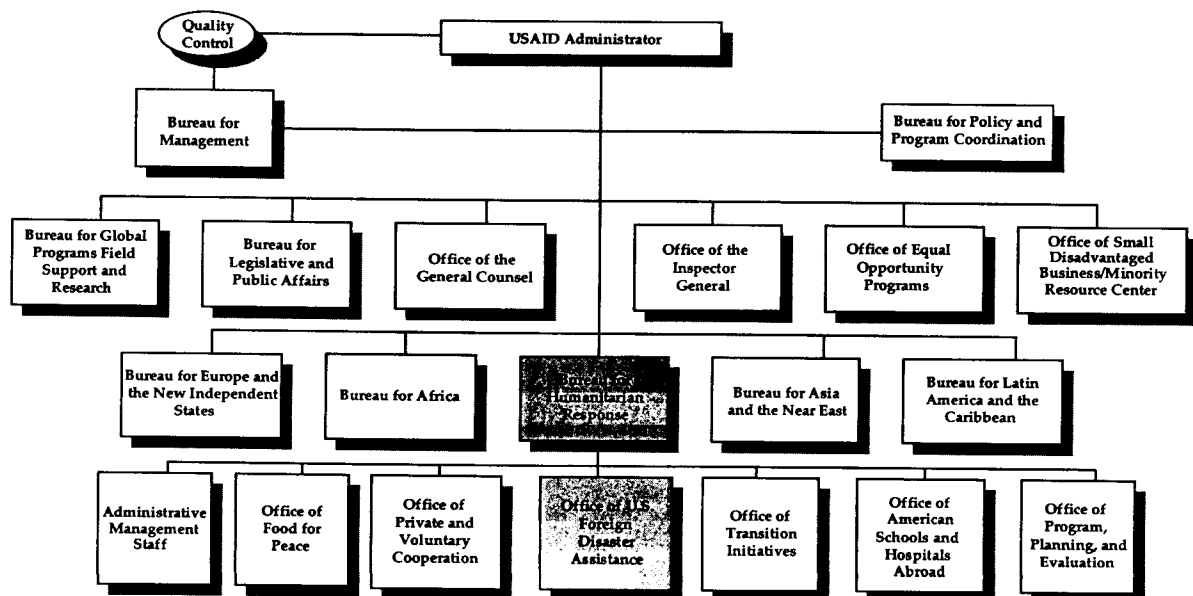 Quality
Control
USAID Administrator
Bureau for
Management
Bureau for Policy and
Program Coordination
Bureau for Global
Programs Field
Support and
Research
Bureau for
Legislative and
Public Affairs
Office of the
General Counsel
Office of the
Inspector
General
Office of Equal
Opportunity
Programs
Office of Small
Disadvantaged
Business/Minority
Resource Center
Bureau for Europe and
the New Independent
States
Bureau for Africa
Bureau for
Humanitarian
Response
Bureau for Asia
and the Near East
Bureau for Latin
America and the
Caribbean
Administrative
Management
Staff
Office of
Food for
Peace
Office of
Private and
Voluntary
Cooperation
Office of U.S.
Foreign
Disaster
Assistance
Office of
Transition
Initiatives
Office of
American
Schools and
Hospitals
Abroad
Office of
Program,
Planning, and
Evaluation